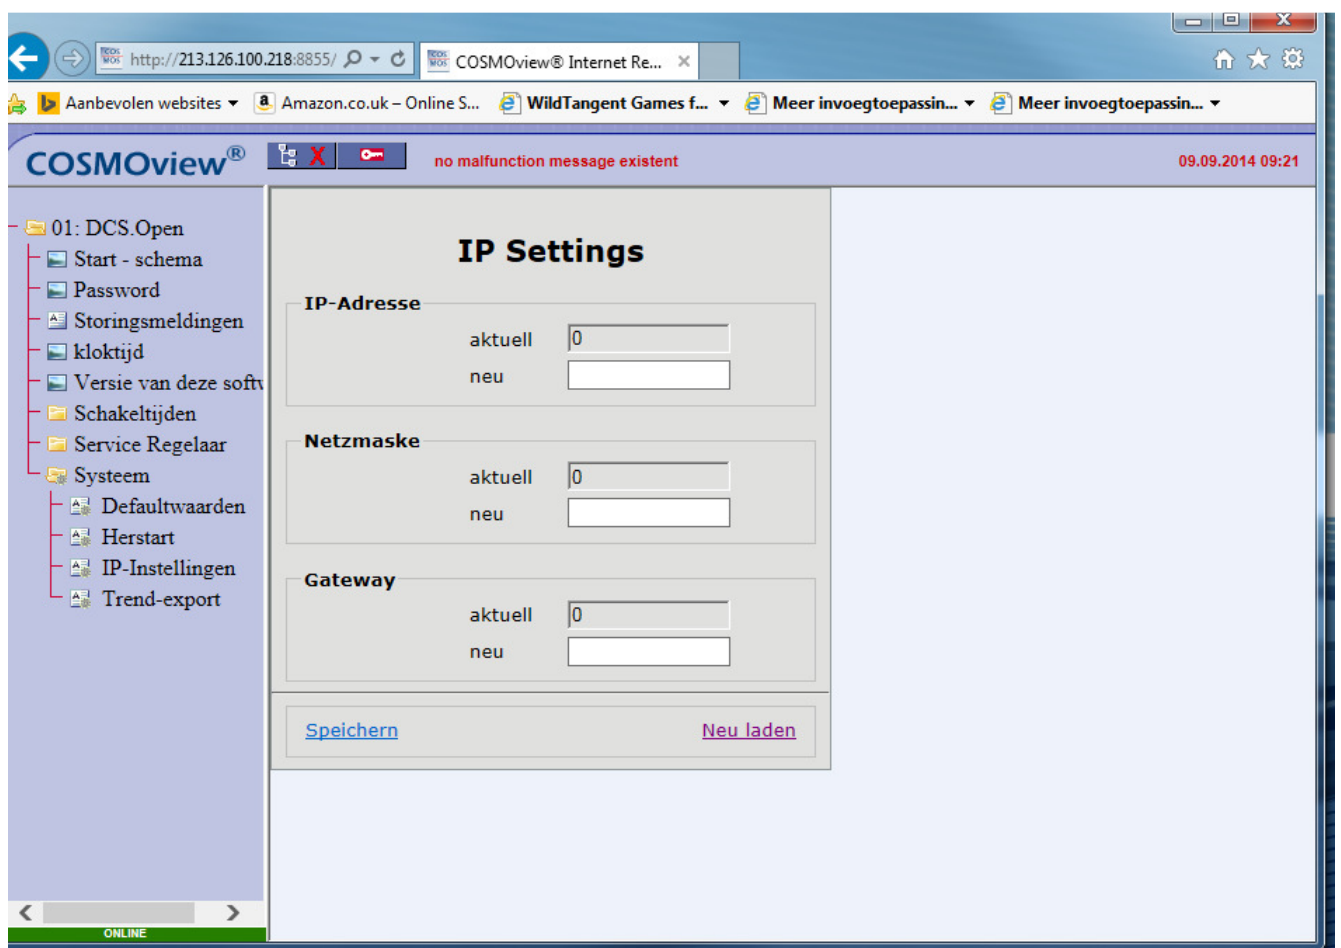 http://213.126.100.218:8855/
COSMOview® Internet Re...
Aanbevolen websites
Amazon.co.uk – Online S...
WildTangent Games f...
Meer invoegtoepassin...
Meer invoegtoepassin...
COSMOview®
no malfunction message existent
09.09.2014 09:21
01: DCS.Open
Start - schema
Password
Storingsmeldingen
kloktijd
Versie van deze softw
Schakeltijden
Service Regelaar
Systeem
Defaultwaarden
Herstart
IP-Instellingen
Trend-export
ONLINE
IP Settings
IP-Adresse
aktuell 0
neu
Netzmaske
aktuell 0
neu
Gateway
aktuell 0
neu
Speichern Neu laden